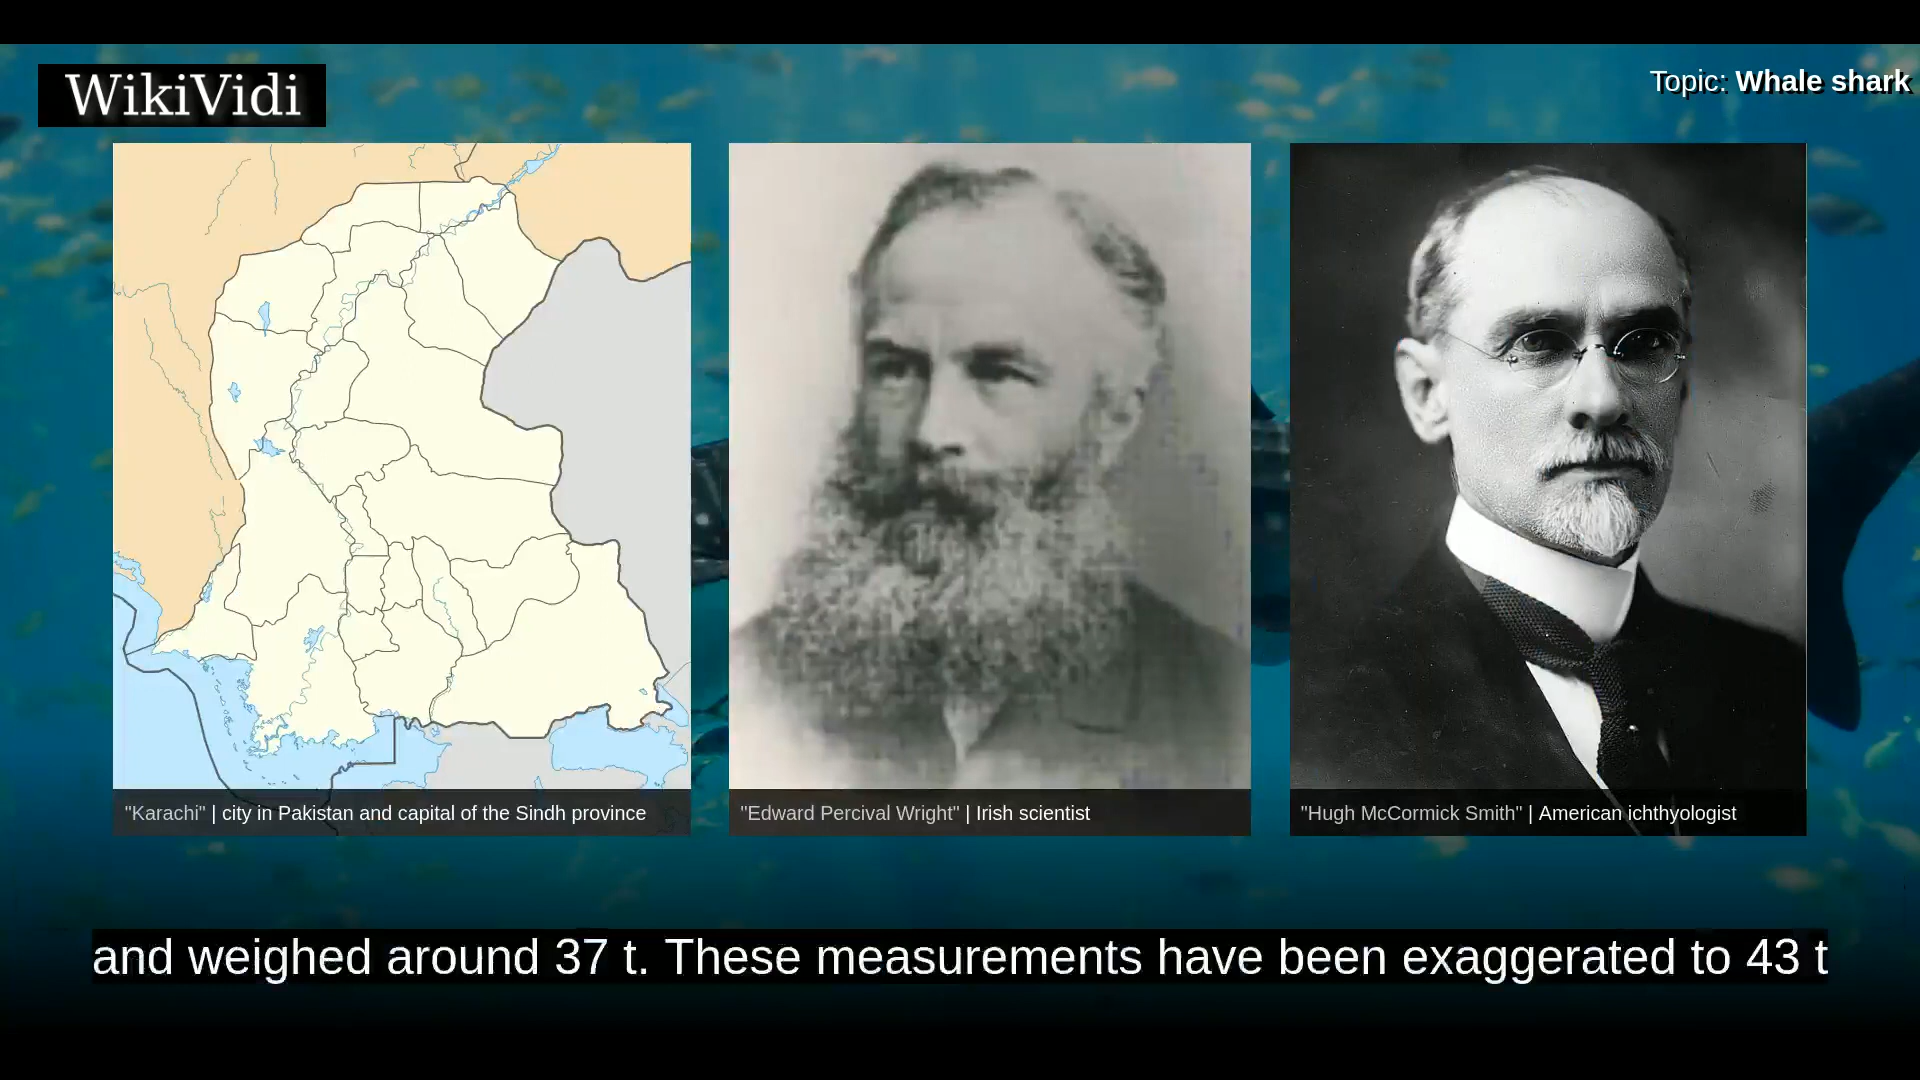 WikiVidi
Topic: Whale shark
"Karachi" | city in Pakistan and capital of the Sindh province
"Edward Percival Wright" | Irish scientist
"Hugh McCormick Smith" | American ichthyologist
and weighed around 37 t. These measurements have been exaggerated to 43 t